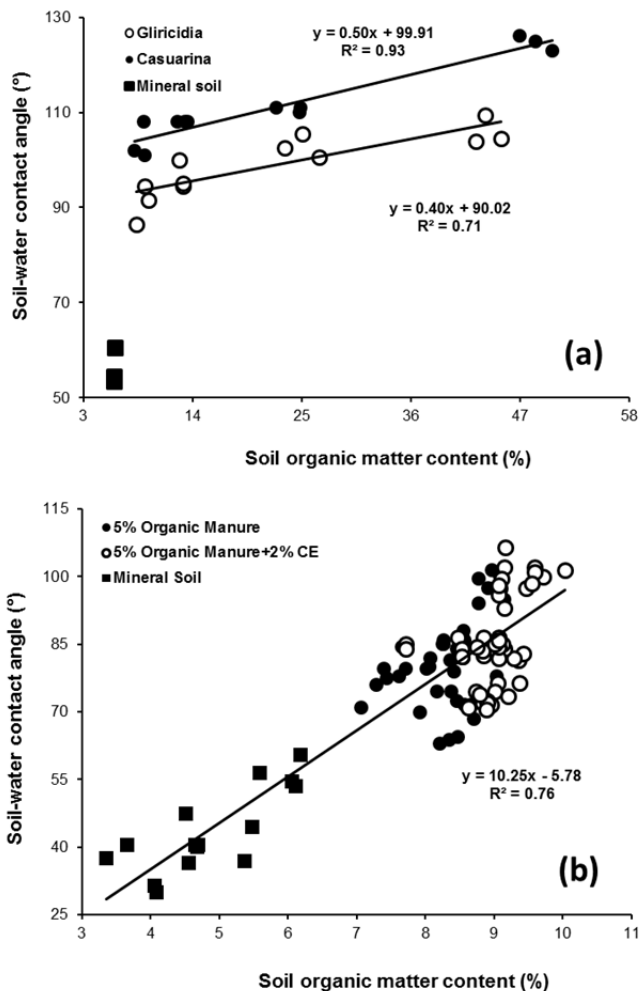 130
110
90
70
50
3
14
25
36
47
58
Soil-water contact angle (°)
Soil organic matter content (%)
Gliricidia
Casuarina
Mineral soil
y = 0.50x + 99.91
R² = 0.93
y = 0.40x + 90.02
R² = 0.71
(a)
115
100
85
70
55
40
25
3
4
5
6
7
8
9
10
11
Soil-water contact angle (°)
Soil organic matter content (%)
5% Organic Manure
5% Organic Manure+2% CE
Mineral Soil
y = 10.25x - 5.78
R² = 0.76
(b)